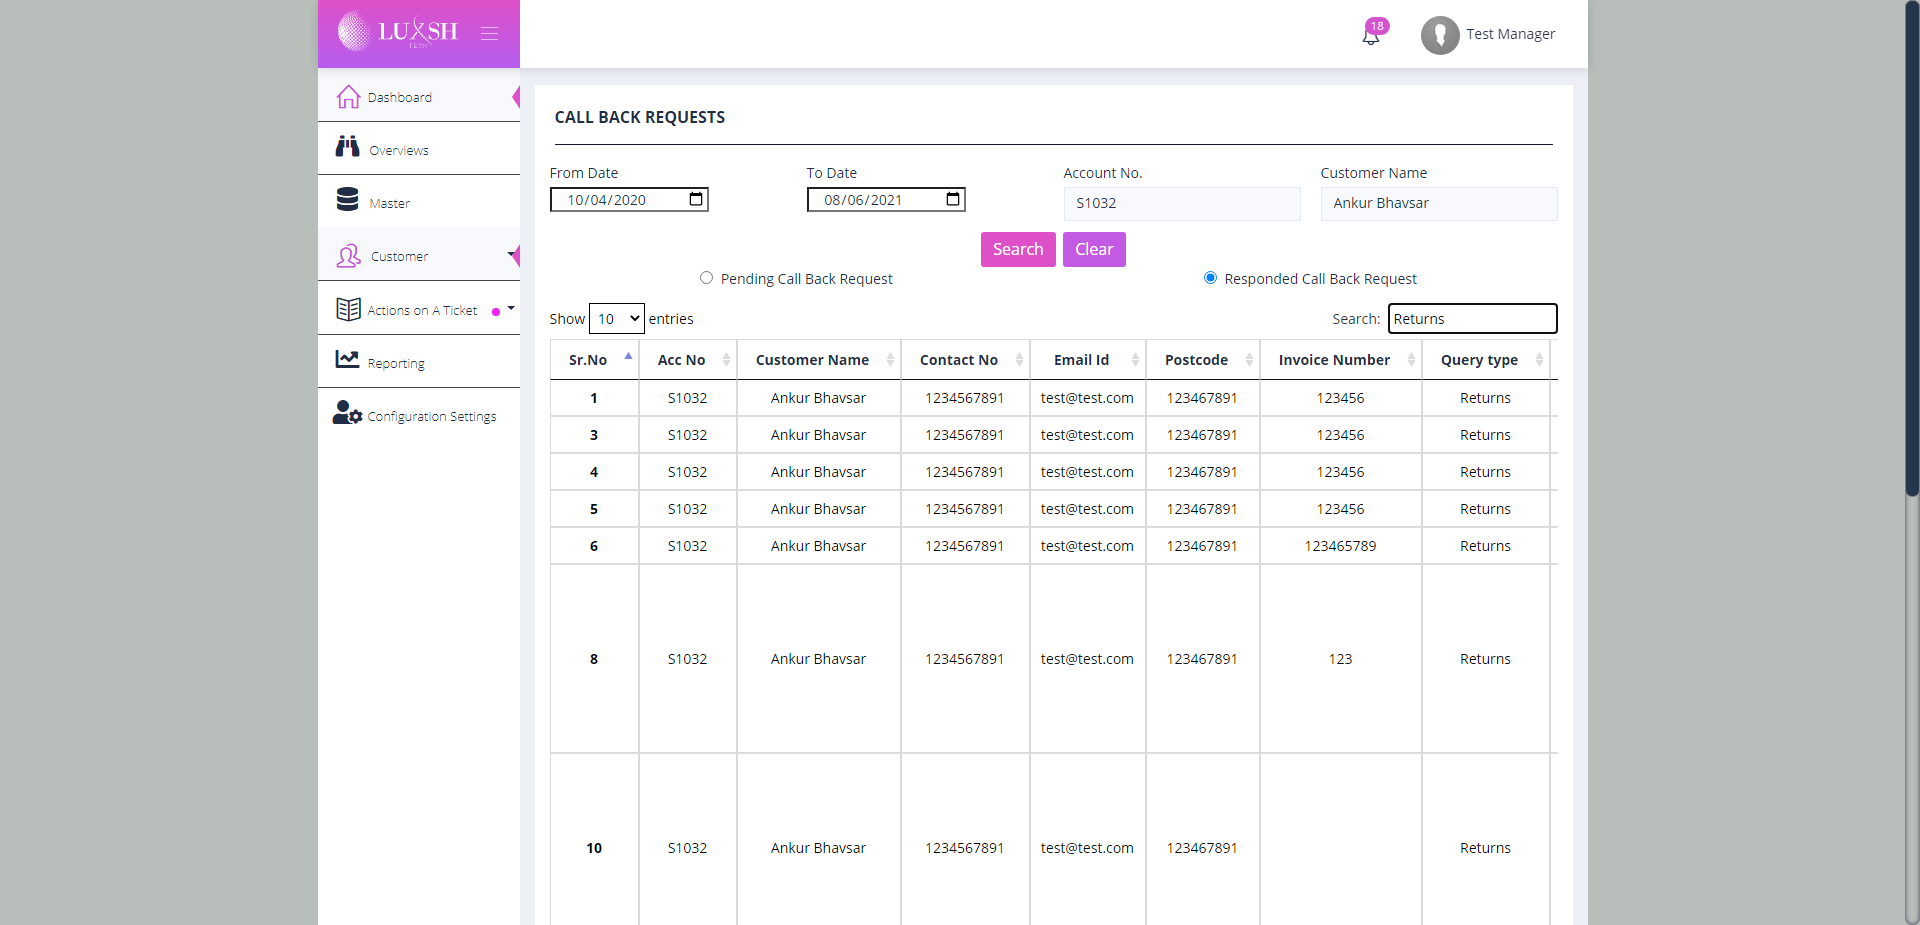 LUXSH
TECH
18
Test Manager
Dashboard
Overviews
Master
Customer
Actions on A Ticket
Reporting
Configuration Settings
CALL BACK REQUESTS
From Date
To Date
Account No.
Customer Name
10/04/2020
08/06/2021
S1032
Ankur Bhavsar
Search
Clear
Pending Call Back Request
Responded Call Back Request
Show 10 entries
Search: Returns
Sr.No Acc No Customer Name Contact No Email Id Postcode Invoice Number Query type
1 S1032 Ankur Bhavsar 1234567891 test@test.com 123467891 123456 Returns
3 S1032 Ankur Bhavsar 1234567891 test@test.com 123467891 123456 Returns
4 S1032 Ankur Bhavsar 1234567891 test@test.com 123467891 123456 Returns
5 S1032 Ankur Bhavsar 1234567891 test@test.com 123467891 123456 Returns
6 S1032 Ankur Bhavsar 1234567891 test@test.com 123467891 123465789 Returns
8 S1032 Ankur Bhavsar 1234567891 test@test.com 123467891 123 Returns
10 S1032 Ankur Bhavsar 1234567891 test@test.com 123467891 Returns